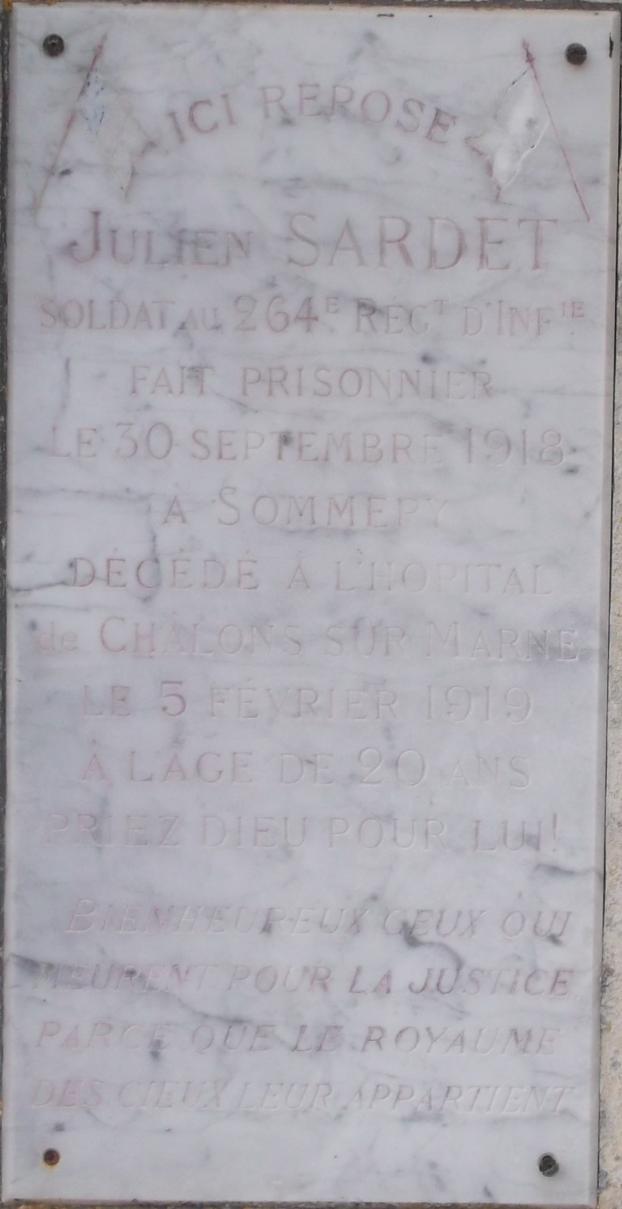 ICI REPOSE
JULIEN SARDET
SOLDAT AU 264E RÉGT D'INFIE
FAIT PRISONNIER
LE 30 SEPTEMBRE 1918
A SOMMEPY
DÉCÉDÉ À L'HOPITAL
de CHALONS SUR MARNE
LE 5 FÉVRIER 1919
À LAGE DE 20 ANS
PRIEZ DIEU POUR LUI!
BIENHEUREUX CEUX QUI
MEURENT POUR LA JUSTICE
PARCE QUE LE ROYAUME
DES CIEUX LEUR APPARTIENT